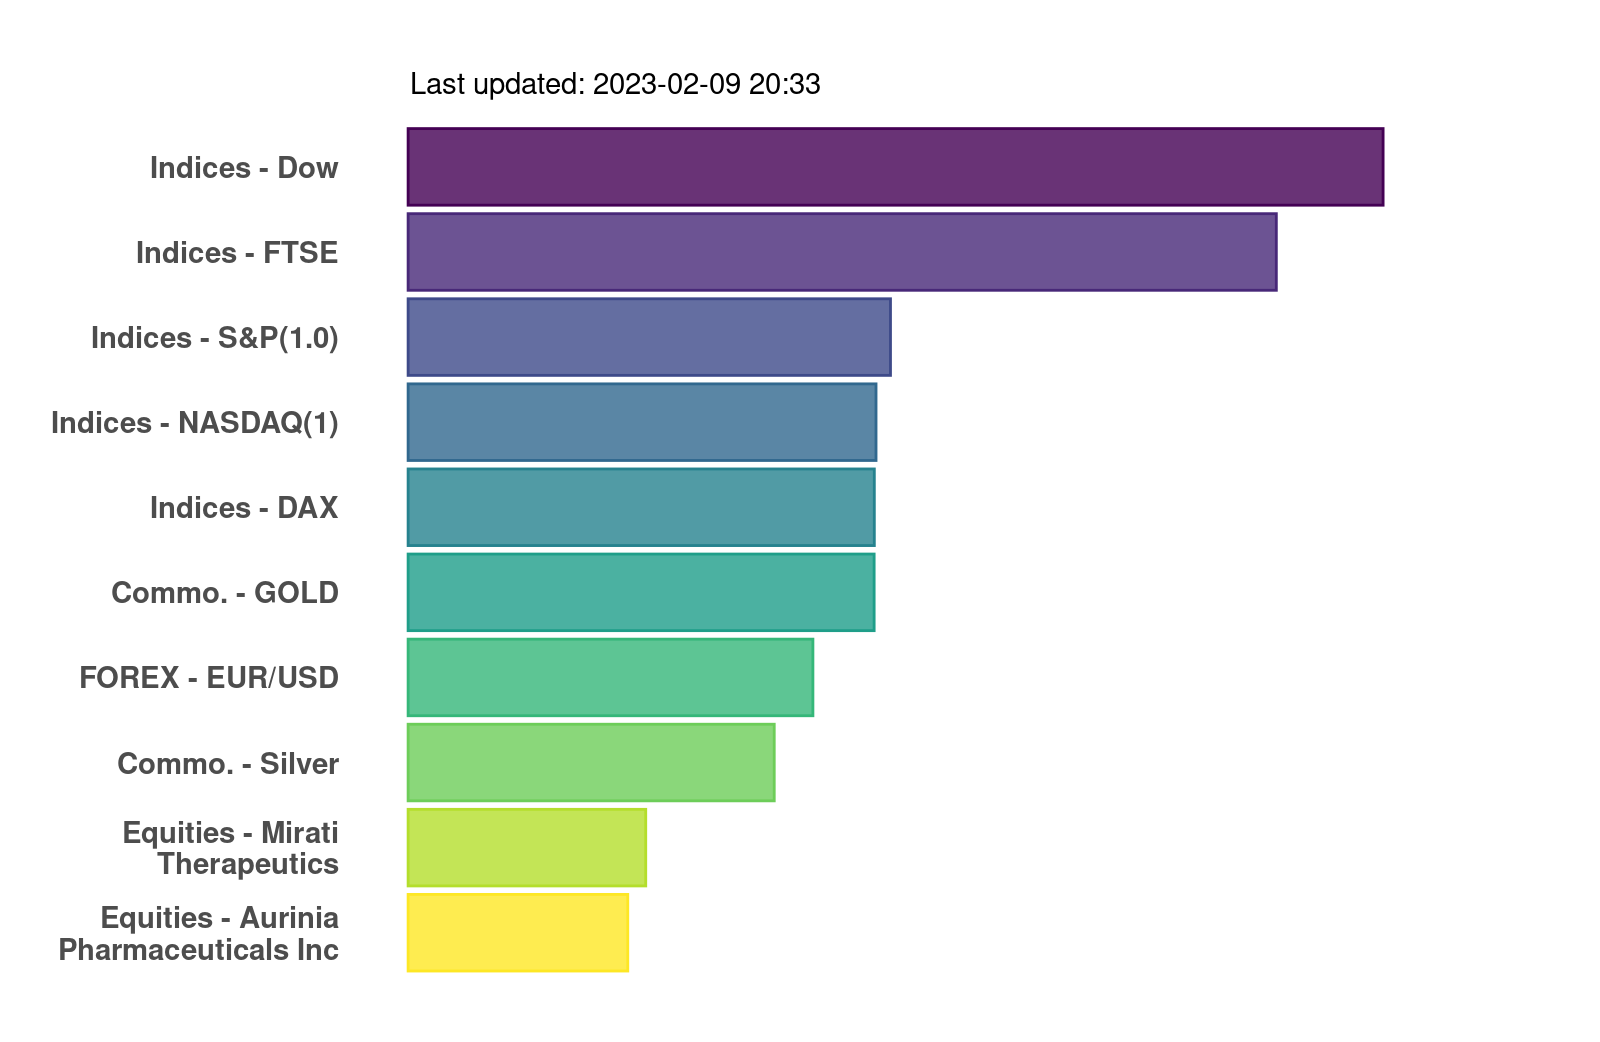 Last updated: 2023-02-09 20:33
Indices - Dow
Indices - FTSE
Indices - S&P(1.0)
Indices - NASDAQ(1)
Indices - DAX
Commo. - GOLD
FOREX - EUR/USD
Commo. - Silver
Equities - Mirati
Therapeutics
Equities - Aurinia
Pharmaceuticals Inc